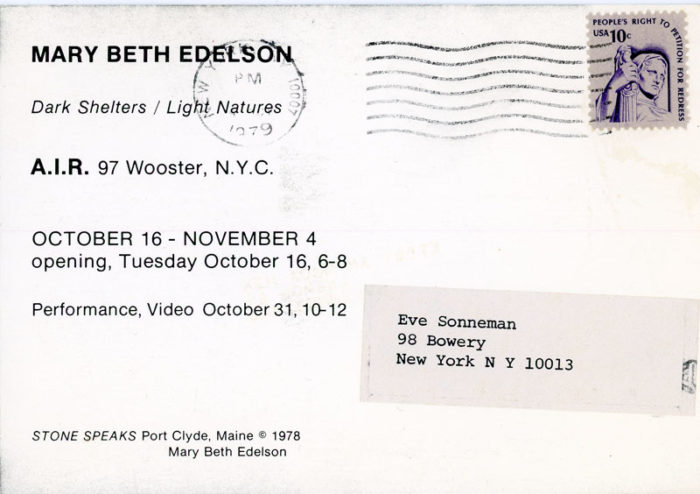 MARY BETH EDELSON
Dark Shelters / Light Natures
A.I.R. 97 Wooster, N.Y.C.
OCTOBER 16 - NOVEMBER 4
opening, Tuesday October 16, 6-8
Performance, Video October 31, 10-12
STONE SPEAKS Port Clyde, Maine © 1978
Mary Beth Edelson
PM
1979
PEOPLE'S RIGHT TO PETITION FOR REDRESS
USA 10c
Eve Sonneman
98 Bowery
New York N Y 10013